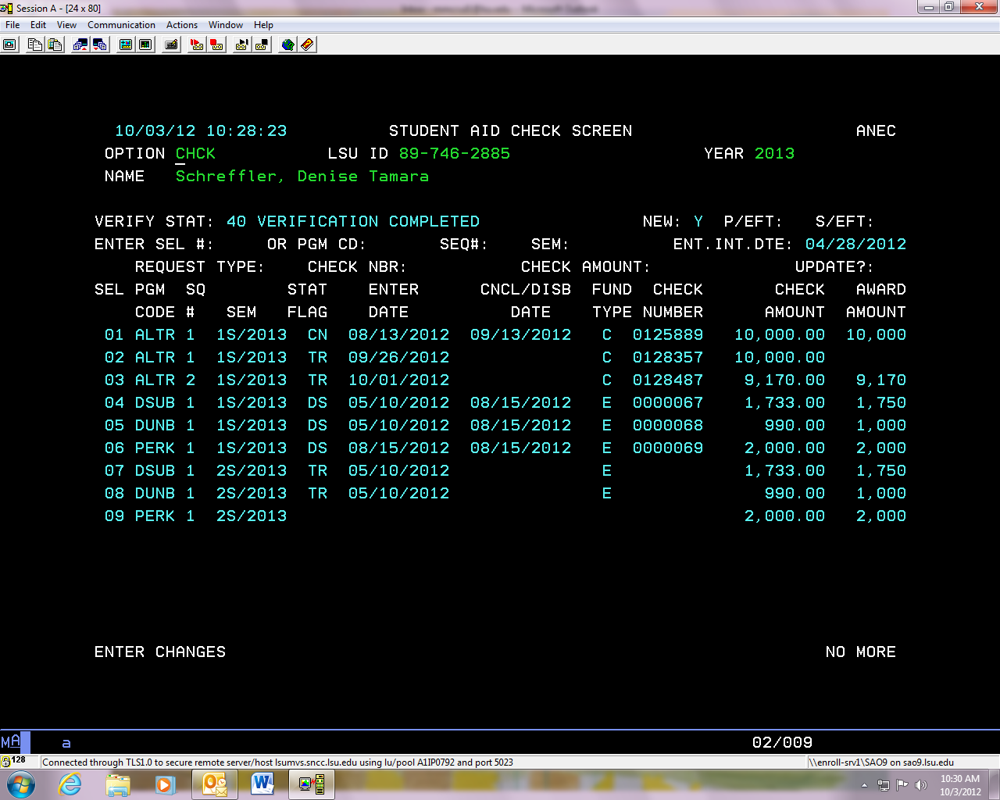 Session A - [24 x 80]
File Edit View Communication Actions Window Help
10/03/12 10:28:23 STUDENT AID CHECK SCREEN ANEC
OPTION CHCK LSU ID 89-746-2885 YEAR 2013
NAME Schreffler, Denise Tamara
VERIFY STAT: 40 VERIFICATION COMPLETED NEW: Y P/EFT: S/EFT:
ENTER SEL #: OR PGM CD: SEQ#: SEM: ENT.INT.DTE: 04/28/2012
REQUEST TYPE: CHECK NBR: CHECK AMOUNT: UPDATE?:
SEL PGM SQ STAT ENTER CNCL/DISB FUND CHECK CHECK AWARD
CODE # SEM FLAG DATE DATE TYPE NUMBER AMOUNT AMOUNT
01 ALTR 1 1S/2013 CN 08/13/2012 09/13/2012 C 0125889 10,000.00 10,000
02 ALTR 1 1S/2013 TR 09/26/2012 C 0128357 10,000.00
03 ALTR 2 1S/2013 TR 10/01/2012 C 0128487 9,170.00 9,170
04 DSUB 1 1S/2013 DS 05/10/2012 08/15/2012 E 0000067 1,733.00 1,750
05 DUNB 1 1S/2013 DS 05/10/2012 08/15/2012 E 0000068 990.00 1,000
06 PERK 1 1S/2013 DS 08/15/2012 08/15/2012 E 0000069 2,000.00 2,000
07 DSUB 1 2S/2013 TR 05/10/2012 E 1,733.00 1,750
08 DUNB 1 2S/2013 TR 05/10/2012 E 990.00 1,000
09 PERK 1 2S/2013 2,000.00 2,000
ENTER CHANGES NO MORE
MA a 02/009
128 Connected through TLS1.0 to secure remote server/host lsumvs.sncc.lsu.edu using lu/pool A1IP0792 and port 5023 \\enroll-srv1\SAO9 on sao9.lsu.edu
10:30 AM
10/3/2012